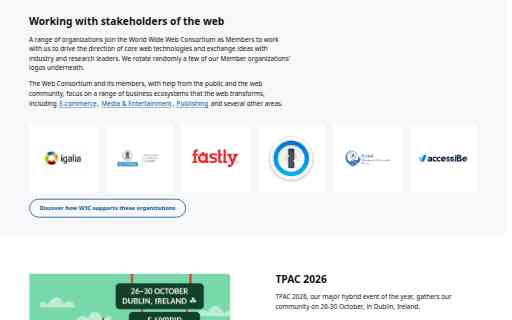 Working with stakeholders of the web
A range of organizations join the World Wide Web Consortium as Members to work
with us to drive the direction of core web technologies and exchange ideas with
industry and research leaders. We rotate randomly a few of our Member organizations'
logos underneath.
The Web Consortium and its members, with help from the public and the web
community, focus on a range of business ecosystems that the web transforms,
including E-commerce, Media & Entertainment, Publishing and several other areas.
igalia
fastly
accessiBe
Discover how W3C supports these organizations
26-30 OCTOBER
DUBLIN, IRELAND
TPAC 2026
TPAC 2026, our major hybrid event of the year, gathers our
community on 26-30 October, in Dublin, Ireland.